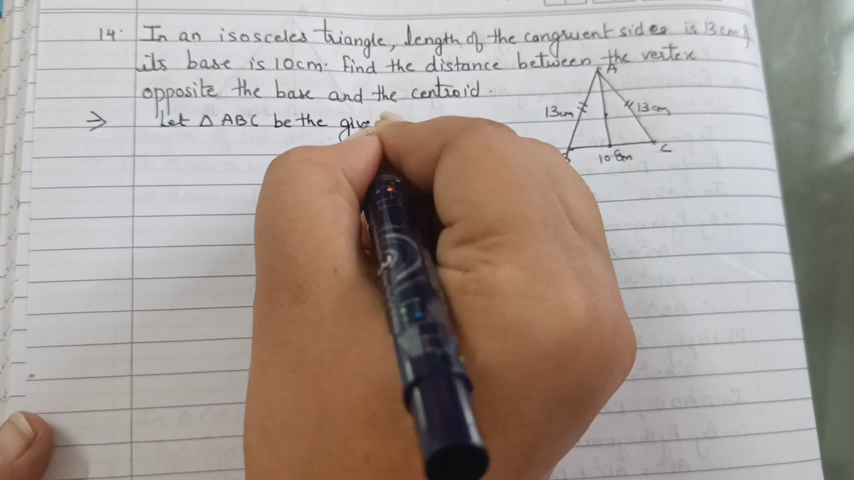 14. In an isosceles triangle, length of the congruent sides is 13cm &
its base is 10cm. Find the distance between the vertex
opposite the base and the centroid.
⇒ Let △ABC be the give
A
13cm
13cm
B
10cm
C